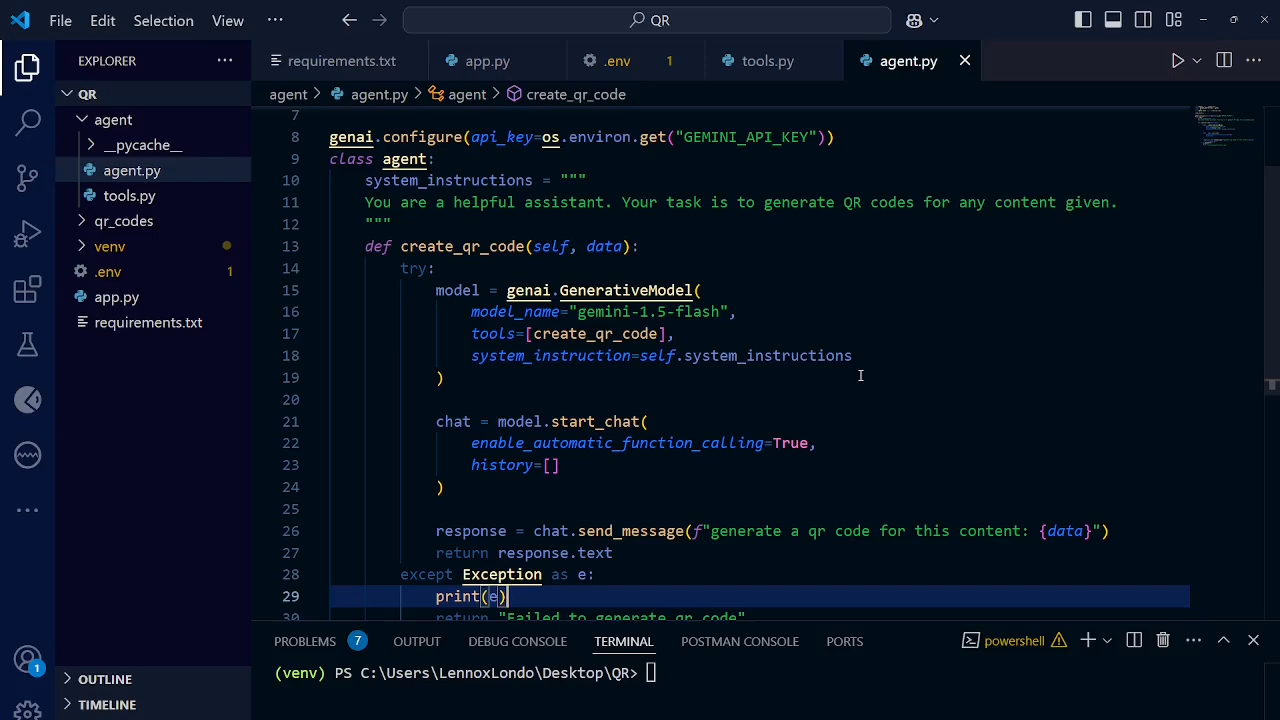 File Edit Selection View ··· QR
EXPLORER ···
QR
agent
__pycache__
agent.py
tools.py
qr_codes
venv
.env 1
app.py
requirements.txt
OUTLINE
TIMELINE
1
requirements.txt app.py .env 1 tools.py agent.py
agent > agent.py > agent > create_qr_code
7
8 genai.configure(api_key=os.environ.get("GEMINI_API_KEY"))
9 class agent:
10 system_instructions = """
11 You are a helpful assistant. Your task is to generate QR codes for any content given.
12 """
13 def create_qr_code(self, data):
14 try:
15 model = genai.GenerativeModel(
16 model_name="gemini-1.5-flash",
17 tools=[create_qr_code],
18 system_instruction=self.system_instructions
19 )
20
21 chat = model.start_chat(
22 enable_automatic_function_calling=True,
23 history=[]
24 )
25
26 response = chat.send_message(f"generate a qr code for this content: {data}")
27 return response.text
28 except Exception as e:
29 print(e)
30 return "Failed to generate qr code"
PROBLEMS 7 OUTPUT DEBUG CONSOLE TERMINAL POSTMAN CONSOLE PORTS powershell
(venv) PS C:\Users\LennoxLondo\Desktop\QR>